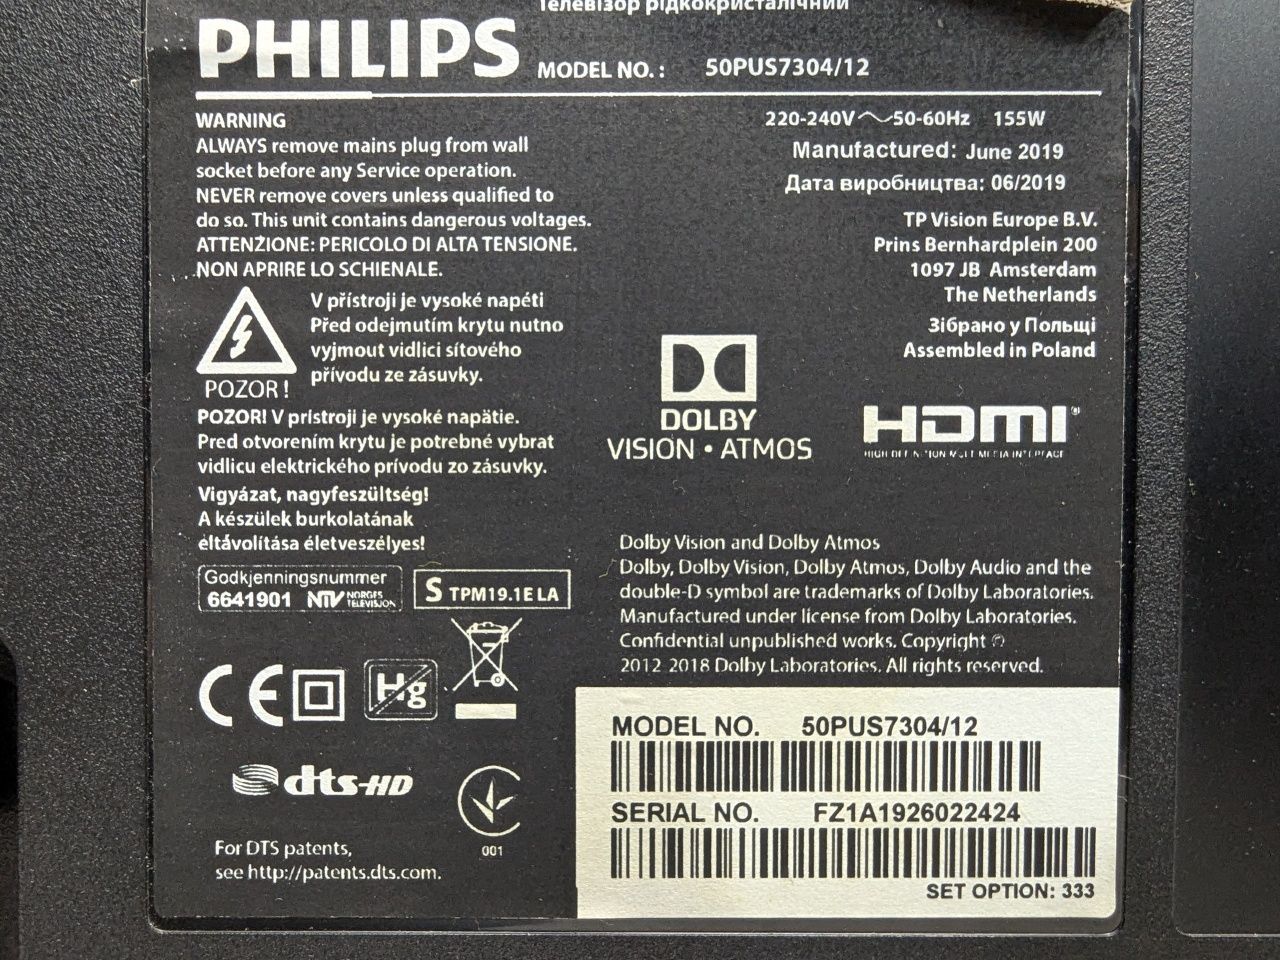 Телевізор рідкокристалічний
PHILIPS MODEL NO. : 50PUS7304/12
WARNING
ALWAYS remove mains plug from wall
socket before any Service operation.
NEVER remove covers unless qualified to
do so. This unit contains dangerous voltages.
ATTENZIONE: PERICOLO DI ALTA TENSIONE.
NON APRIRE LO SCHIENALE.
220-240V ~ 50-60Hz 155W
Manufactured: June 2019
Дата виробництва: 06/2019
TP Vision Europe B.V.
Prins Bernhardplein 200
1097 JB Amsterdam
The Netherlands
Зібрано у Польщі
Assembled in Poland
V přístroji je vysoké napéti
Před odejmutím krytu nutno
vyjmout vidlici síťového
přívodu ze zásuvky.
POZOR !
POZOR! V prístroji je vysoké napätie.
Pred otvorením krytu je potrebné vybrat
vidlicu elektrického prívodu zo zásuvky.
Vigyázat, nagyfeszültség!
A készülek burkolatának
eltávolítása életveszélyes!
DOLBY
VISION • ATMOS
HDMI®
HIGH DEFINITION MULTIMEDIA INTERFACE
Godkjenningsnummer
6641901 NTV NORGES
TELEVISJON
S TPM19.1E LA
Dolby Vision and Dolby Atmos
Dolby, Dolby Vision, Dolby Atmos, Dolby Audio and the
double-D symbol are trademarks of Dolby Laboratories.
Manufactured under license from Dolby Laboratories.
Confidential unpublished works. Copyright ©
2012-2018 Dolby Laboratories. All rights reserved.
CE Hg
dts-HD
001
For DTS patents,
see http://patents.dts.com.
MODEL NO. 50PUS7304/12
SERIAL NO. FZ1A1926022424
SET OPTION: 333